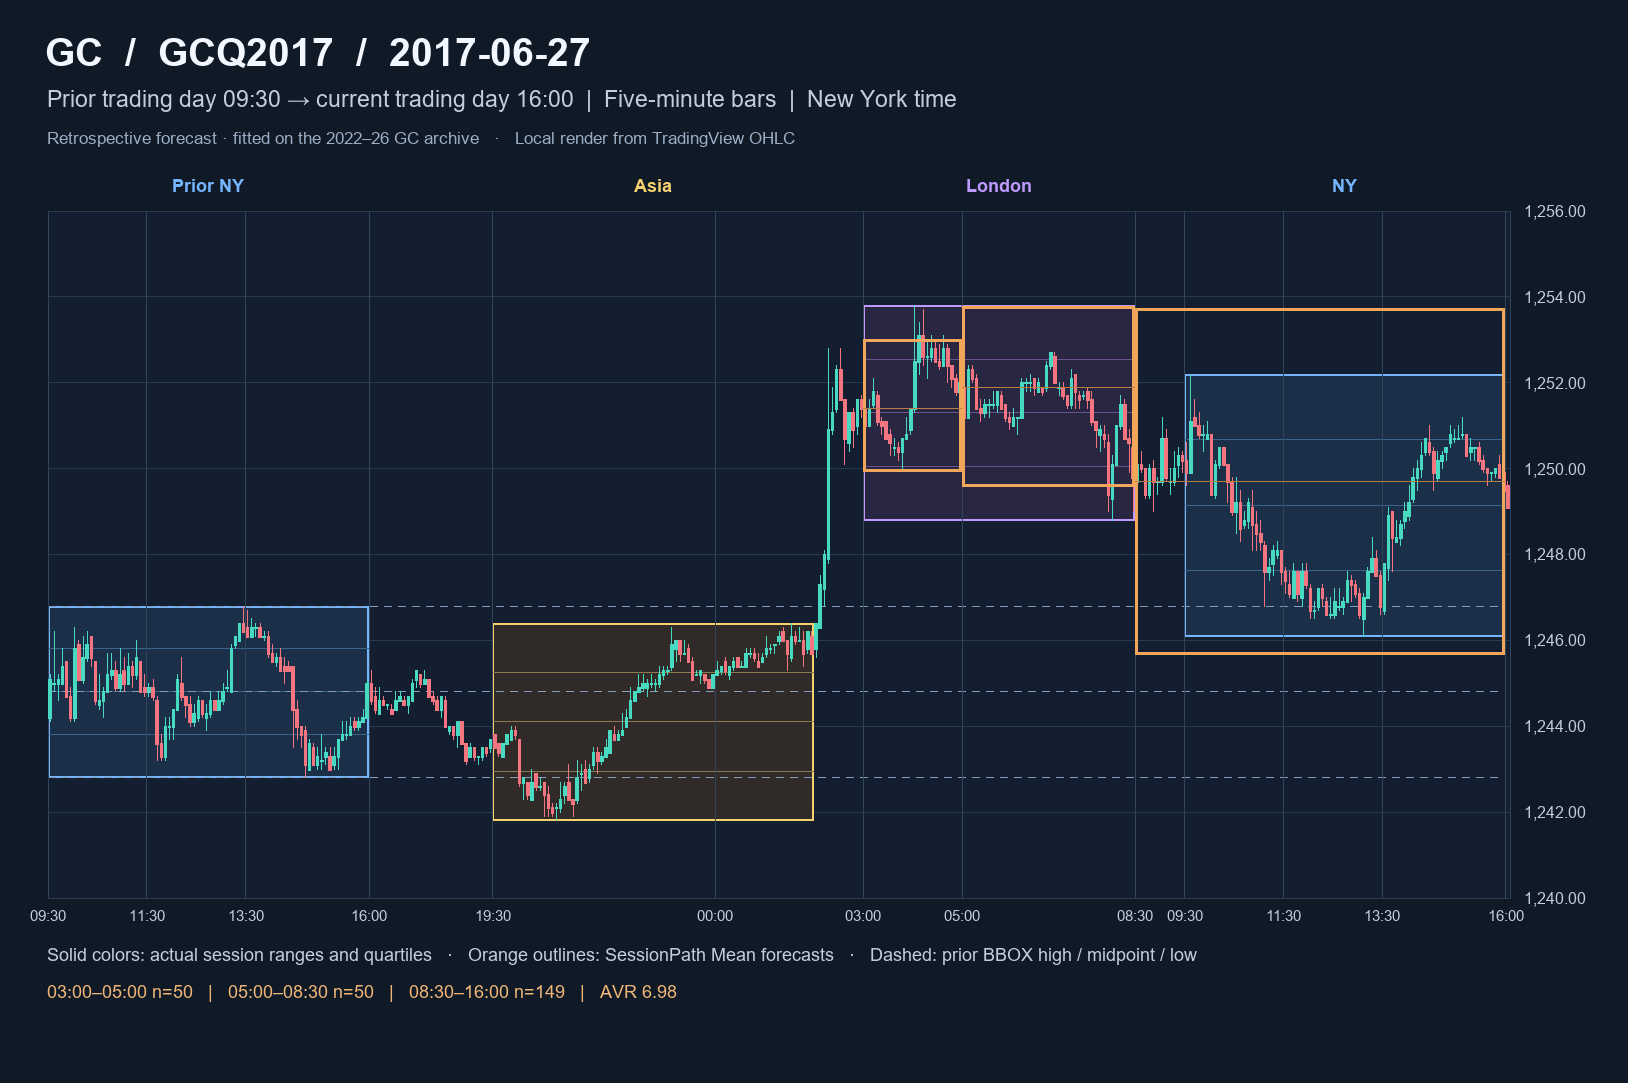 GC / GCQ2017 / 2017-06-27
Prior trading day 09:30 → current trading day 16:00 | Five-minute bars | New York time
Retrospective forecast · fitted on the 2022–26 GC archive · Local render from TradingView OHLC
Prior NY Asia London NY
1,256.00
1,254.00
1,252.00
1,250.00
1,248.00
1,246.00
1,244.00
1,242.00
1,240.00
09:30 11:30 13:30 16:00 19:30 00:00 03:00 05:00 08:30 09:30 11:30 13:30 16:00
Solid colors: actual session ranges and quartiles · Orange outlines: SessionPath Mean forecasts · Dashed: prior BBOX high / midpoint / low
03:00–05:00 n=50 | 05:00–08:30 n=50 | 08:30–16:00 n=149 | AVR 6.98